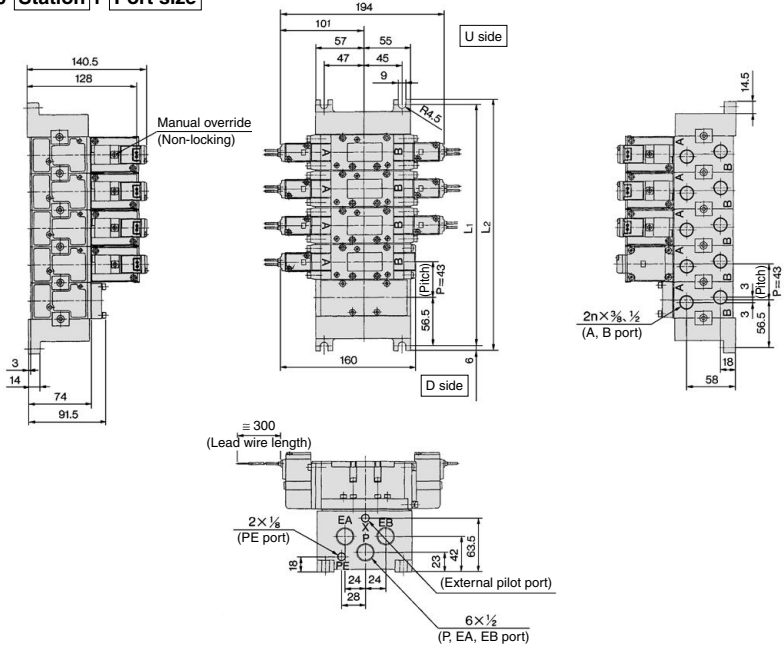 Station
Port size
194
101
57
55
U side
47
45
9
R4.5
140.5
128
Manual override
(Non-locking)
A
B
A
B
A
B
A
B
L1
L2
(Pitch)
P=43
56.5
6
160
D side
3
14
74
91.5
14.5
A
B
A
B
A
B
A
B
A
B
(Pitch)
P=43
3
3
56.5
2n×3/8、1/2
(A, B port)
18
58
≅ 300
(Lead wire length)
2×1/8
(PE port)
EA
X
EB
P
PE
18
24
24
28
23
42
63.5
(External pilot port)
6×1/2
(P, EA, EB port)